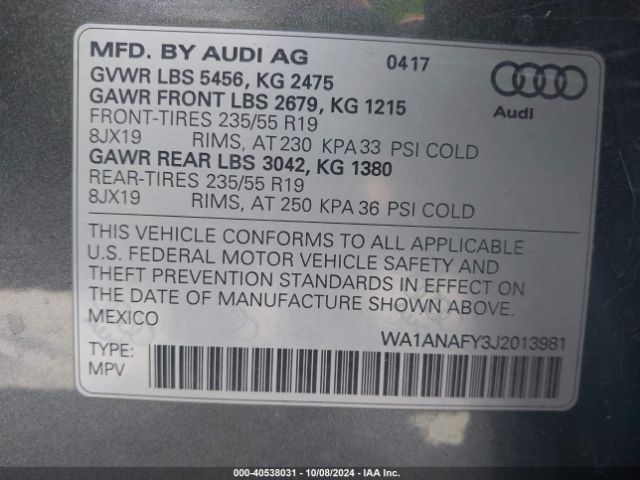 MFD. BY AUDI AG 0417
GVWR LBS 5456, KG 2475
GAWR FRONT LBS 2679, KG 1215
FRONT-TIRES 235/55 R19
8JX19 RIMS, AT 230 KPA 33 PSI COLD
GAWR REAR LBS 3042, KG 1380
REAR-TIRES 235/55 R19
8JX19 RIMS, AT 250 KPA 36 PSI COLD
Audi
THIS VEHICLE CONFORMS TO ALL APPLICABLE
U.S. FEDERAL MOTOR VEHICLE SAFETY AND
THEFT PREVENTION STANDARDS IN EFFECT ON
THE DATE OF MANUFACTURE SHOWN ABOVE.
MEXICO
WA1ANAFY3J2013981
TYPE:
MPV
000-40538031 - 10/08/2024 - IAA Inc.